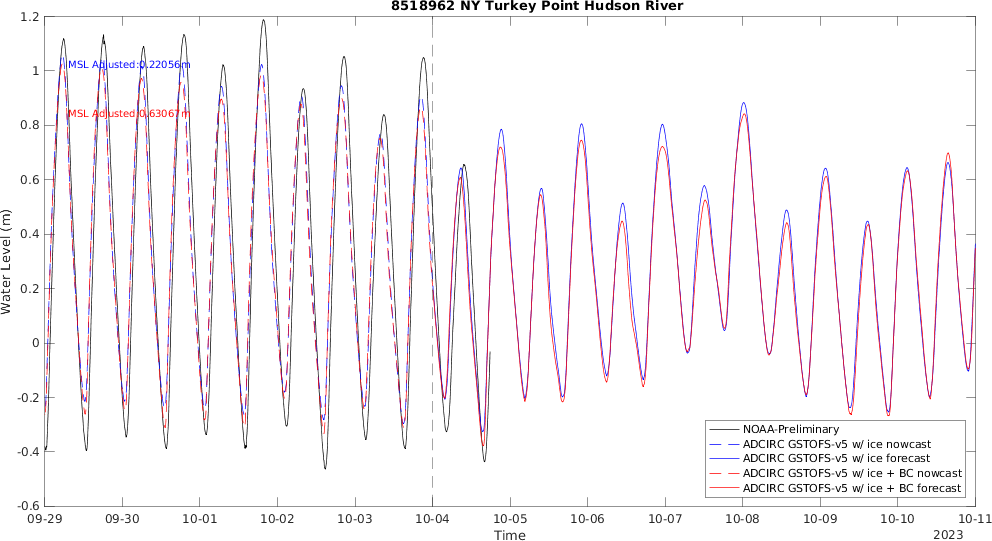 8518962 NY Turkey Point Hudson River
1.2
1
0.8
0.6
0.4
0.2
0
-0.2
-0.4
-0.6
Water Level (m)
MSL Adjusted:0.22056m
MSL Adjusted:0.63067m
NOAA-Preliminary
ADCIRC GSTOFS-v5 w/ ice nowcast
ADCIRC GSTOFS-v5 w/ ice forecast
ADCIRC GSTOFS-v5 w/ ice + BC nowcast
ADCIRC GSTOFS-v5 w/ ice + BC forecast
09-29 09-30 10-01 10-02 10-03 10-04 10-05 10-06 10-07 10-08 10-09 10-10 10-11
Time
2023